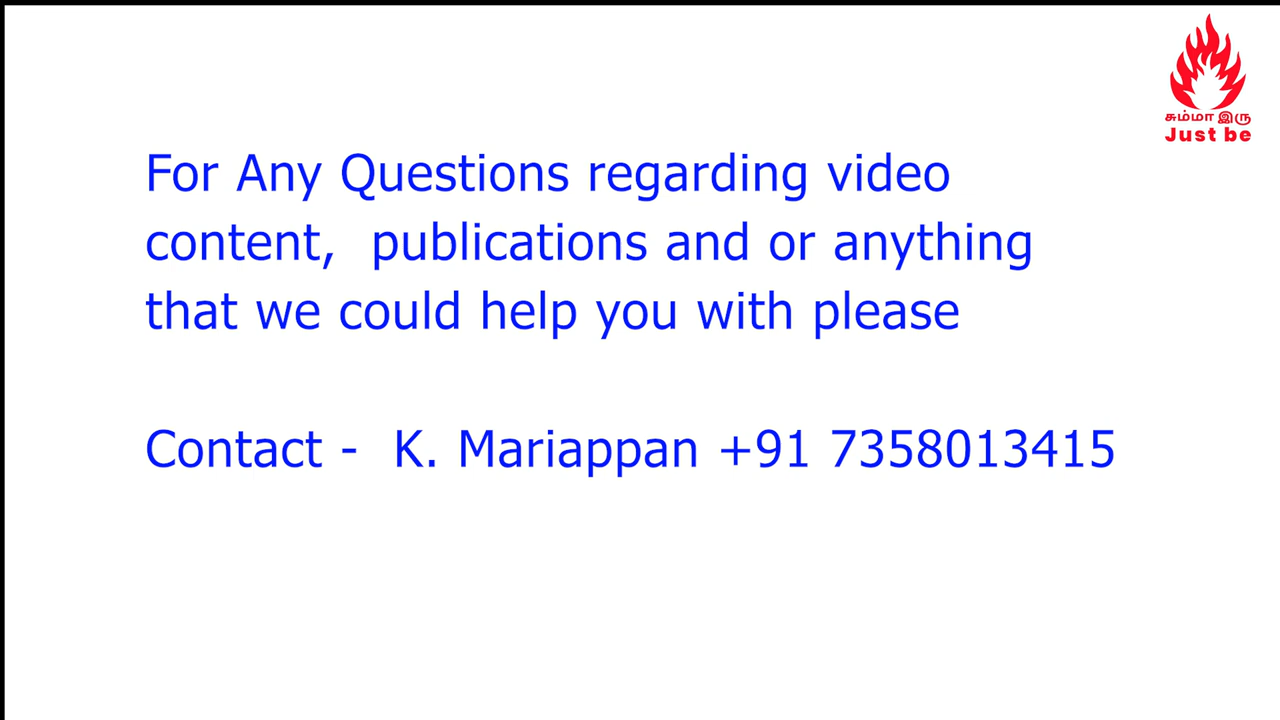 சும்மா இரு
Just be
For Any Questions regarding video
content,  publications and or anything
that we could help you with please
Contact -  K. Mariappan +91 7358013415